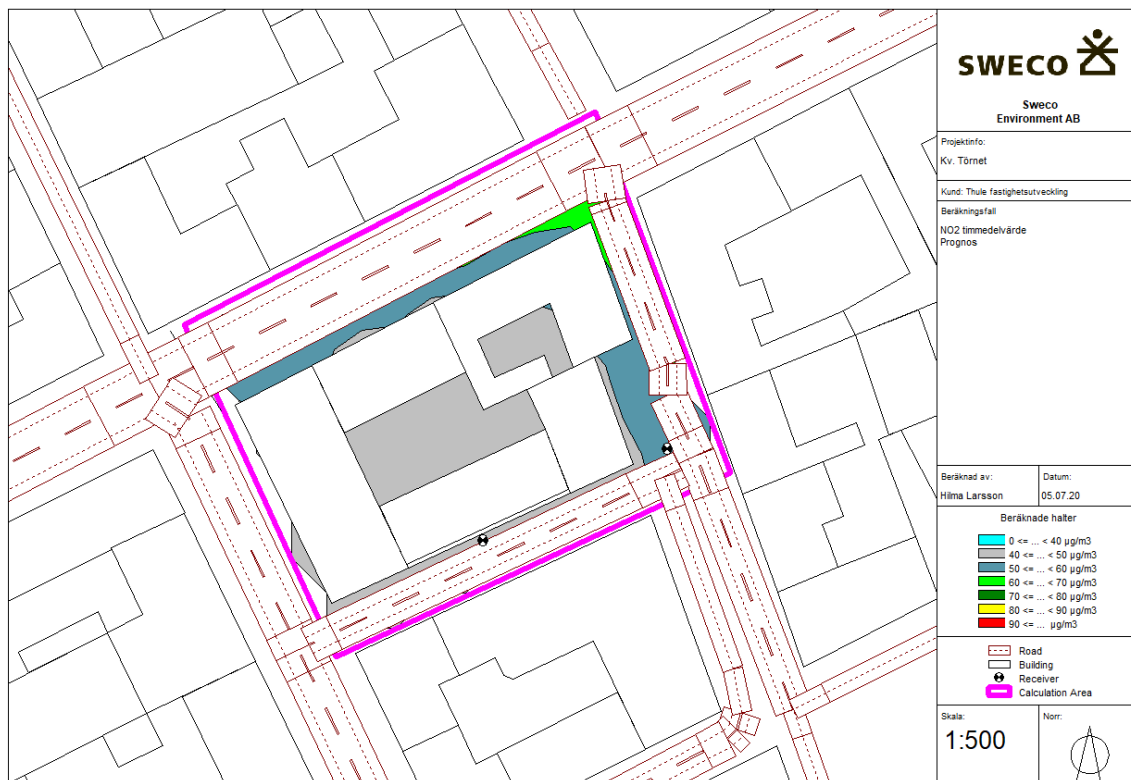 SWECO
Sweco
Environment AB
Projektinfo:
Kv. Törnet
Kund: Thule fastighetsutveckling
Beräkningsfall
NO2 timmedelvärde
Prognos
Beräknad av:
Hilma Larsson
Datum:
05.07.20
Beräknade halter
0 <= ... < 40 µg/m3
40 <= ... < 50 µg/m3
50 <= ... < 60 µg/m3
60 <= ... < 70 µg/m3
70 <= ... < 80 µg/m3
80 <= ... < 90 µg/m3
90 <= ... µg/m3
Road
Building
Receiver
Calculation Area
Skala:
1:500
Norr: